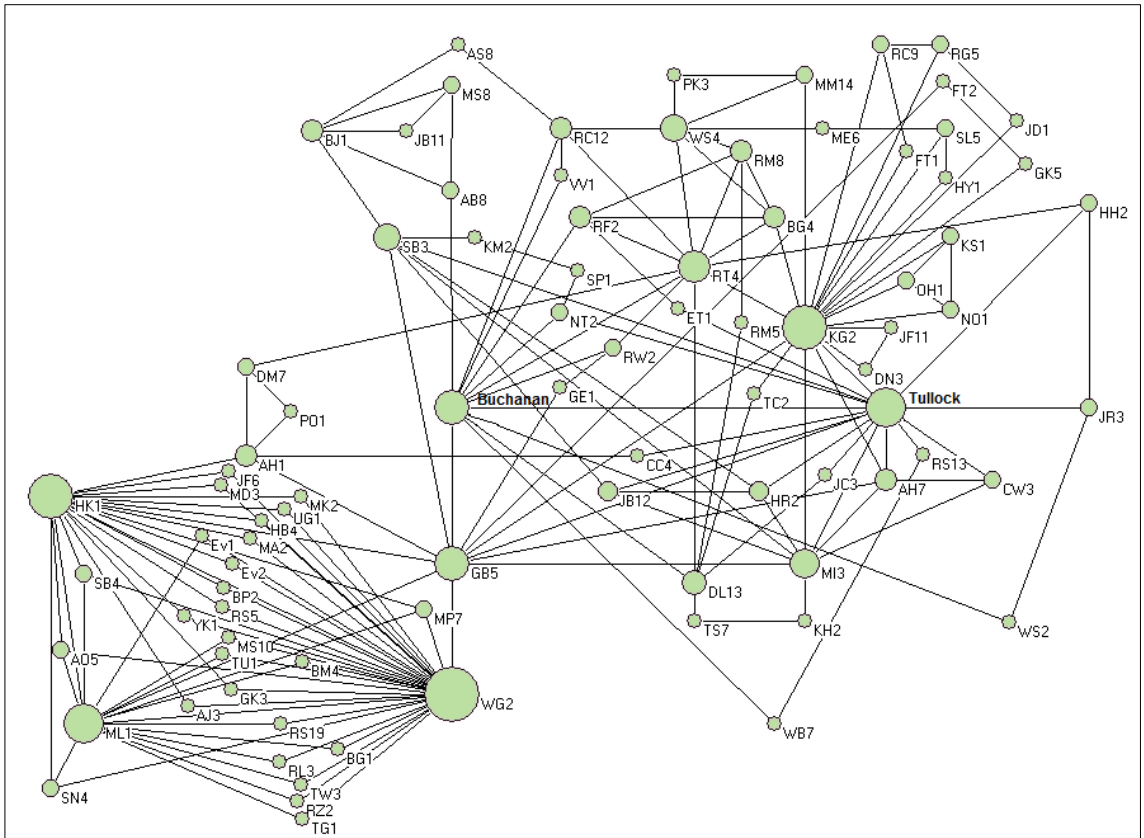 AS8
RC9
RG5
PK3
MM14
FT2
MS8
JD1
BJ1
JB11
RC12
WS4
ME6
SL5
RM8
FT1
VV1
HY1
GK5
AB8
HH2
RF2
BG4
SB3
KM2
KS1
SP1
RT4
OH1
NT2
ET1
RM5
KG2
NO1
JF11
RW2
DM7
DN3
GE1
TC2
Buchanan
Tullock
PO1
JR3
AH1
CC4
RS13
JF6
MD3
JC3
AH7
CW3
HK1
MK2
JB12
HR2
UG1
HB4
Ev1
MA2
GB5
MI3
Ev2
SB4
DL13
BP2
RS5
MP7
YK1
TS7
KH2
WS2
MS10
AO5
TU1
BM4
GK3
WG2
AJ3
ML1
RS19
WB7
BG1
RL3
SN4
TW3
RZ2
TG1